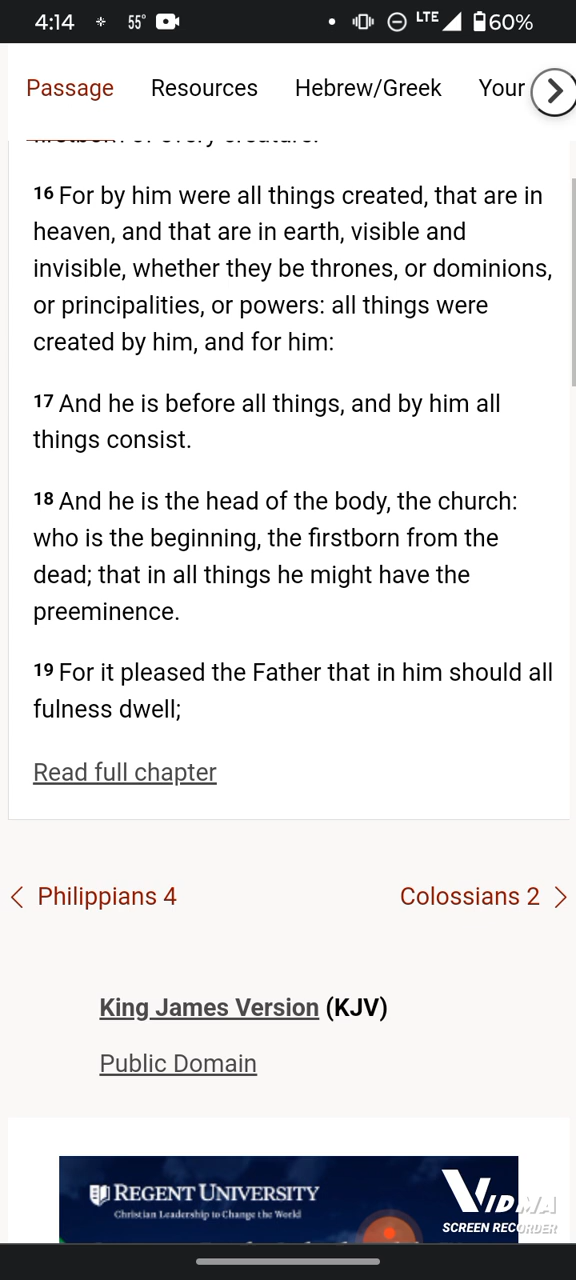 4:14 55° LTE 60%
Passage Resources Hebrew/Greek Your
16 For by him were all things created, that are in
heaven, and that are in earth, visible and
invisible, whether they be thrones, or dominions,
or principalities, or powers: all things were
created by him, and for him:
17 And he is before all things, and by him all
things consist.
18 And he is the head of the body, the church:
who is the beginning, the firstborn from the
dead; that in all things he might have the
preeminence.
19 For it pleased the Father that in him should all
fulness dwell;
Read full chapter
Philippians 4 Colossians 2
King James Version (KJV)
Public Domain
REGENT UNIVERSITY
Christian Leadership to Change the World
VIDMA
SCREEN RECORDER